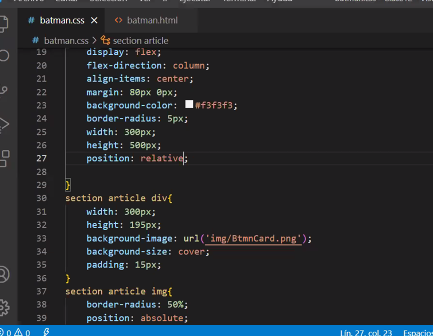 batman.css
batman.html
batman.css > section article
19 display: flex;
20 flex-direction: column;
21 align-items: center;
22 margin: 80px 0px;
23 background-color: #f3f3f3;
24 border-radius: 5px;
25 width: 300px;
26 height: 500px;
27 position: relative;
28
29 }
30 section article div{
31 width: 300px;
32 height: 195px;
33 background-image: url('img/BtmnCard.png');
34 background-size: cover;
35 padding: 15px;
36 }
37 section article img{
38 border-radius: 50%;
39 position: absolute;
0 0 Lín. 27, col. 23 Espacios